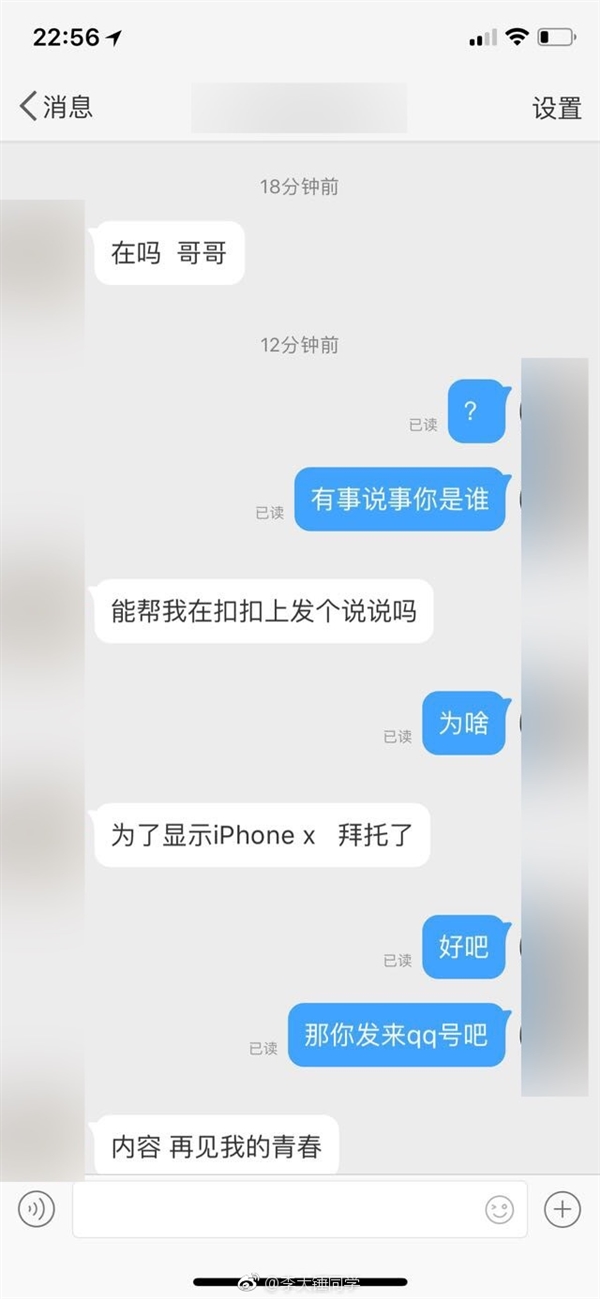 22:56
消息
设置
18分钟前
在吗 哥哥
12分钟前
?
已读
有事说事你是谁
已读
能帮我在扣扣上发个说说吗
为啥
已读
为了显示iPhone x 拜托了
好吧
已读
那你发来qq号吧
已读
内容 再见我的青春
@李大锤同学